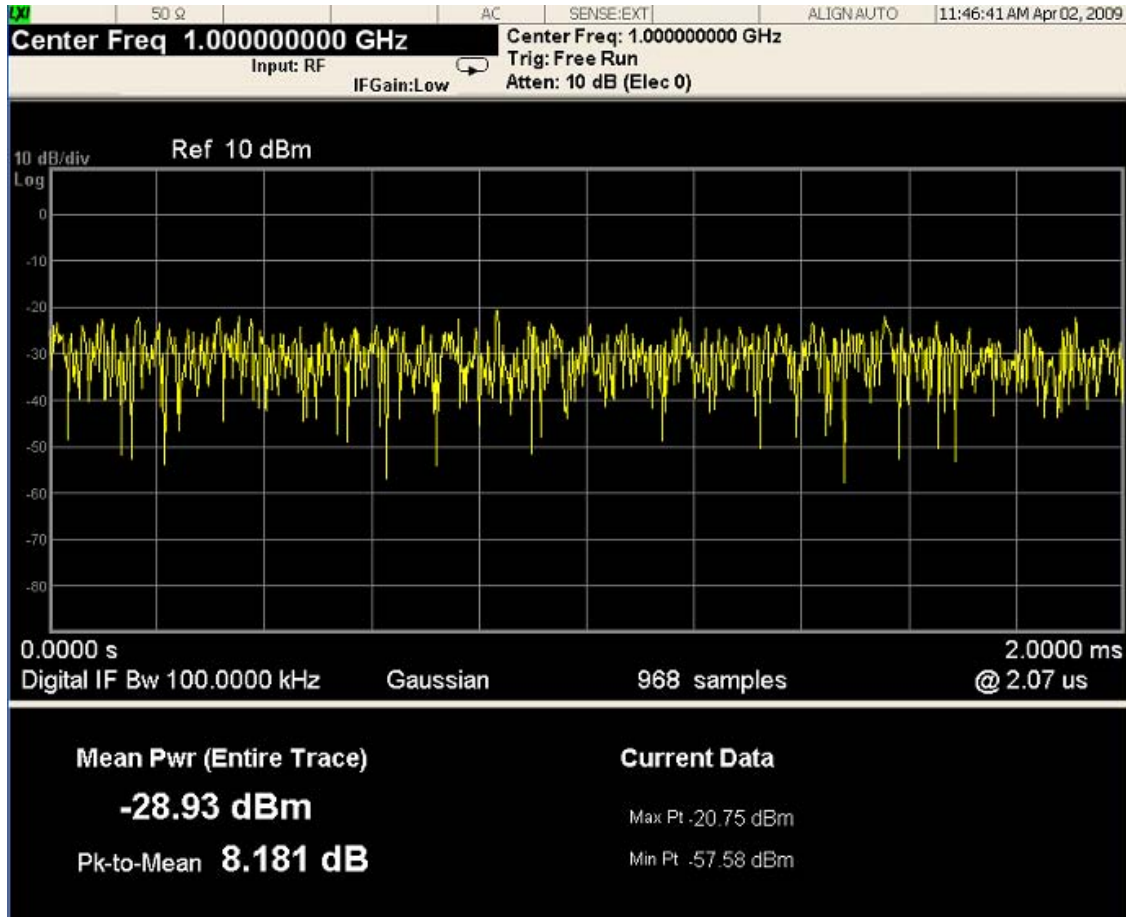 LXI 50 Ω AC SENSE:EXT ALIGN AUTO 11:46:41 AM Apr 02, 2009
Center Freq 1.000000000 GHz
Input: RF
IFGain:Low
Center Freq: 1.000000000 GHz
Trig: Free Run
Atten: 10 dB (Elec 0)
10 dB/div Ref 10 dBm
Log
0
-10
-20
-30
-40
-50
-60
-70
-80
0.0000 s 2.0000 ms
Digital IF Bw 100.0000 kHz Gaussian 968 samples @ 2.07 us
Mean Pwr (Entire Trace)
-28.93 dBm
Pk-to-Mean 8.181 dB
Current Data
Max Pt -20.75 dBm
Min Pt -57.58 dBm